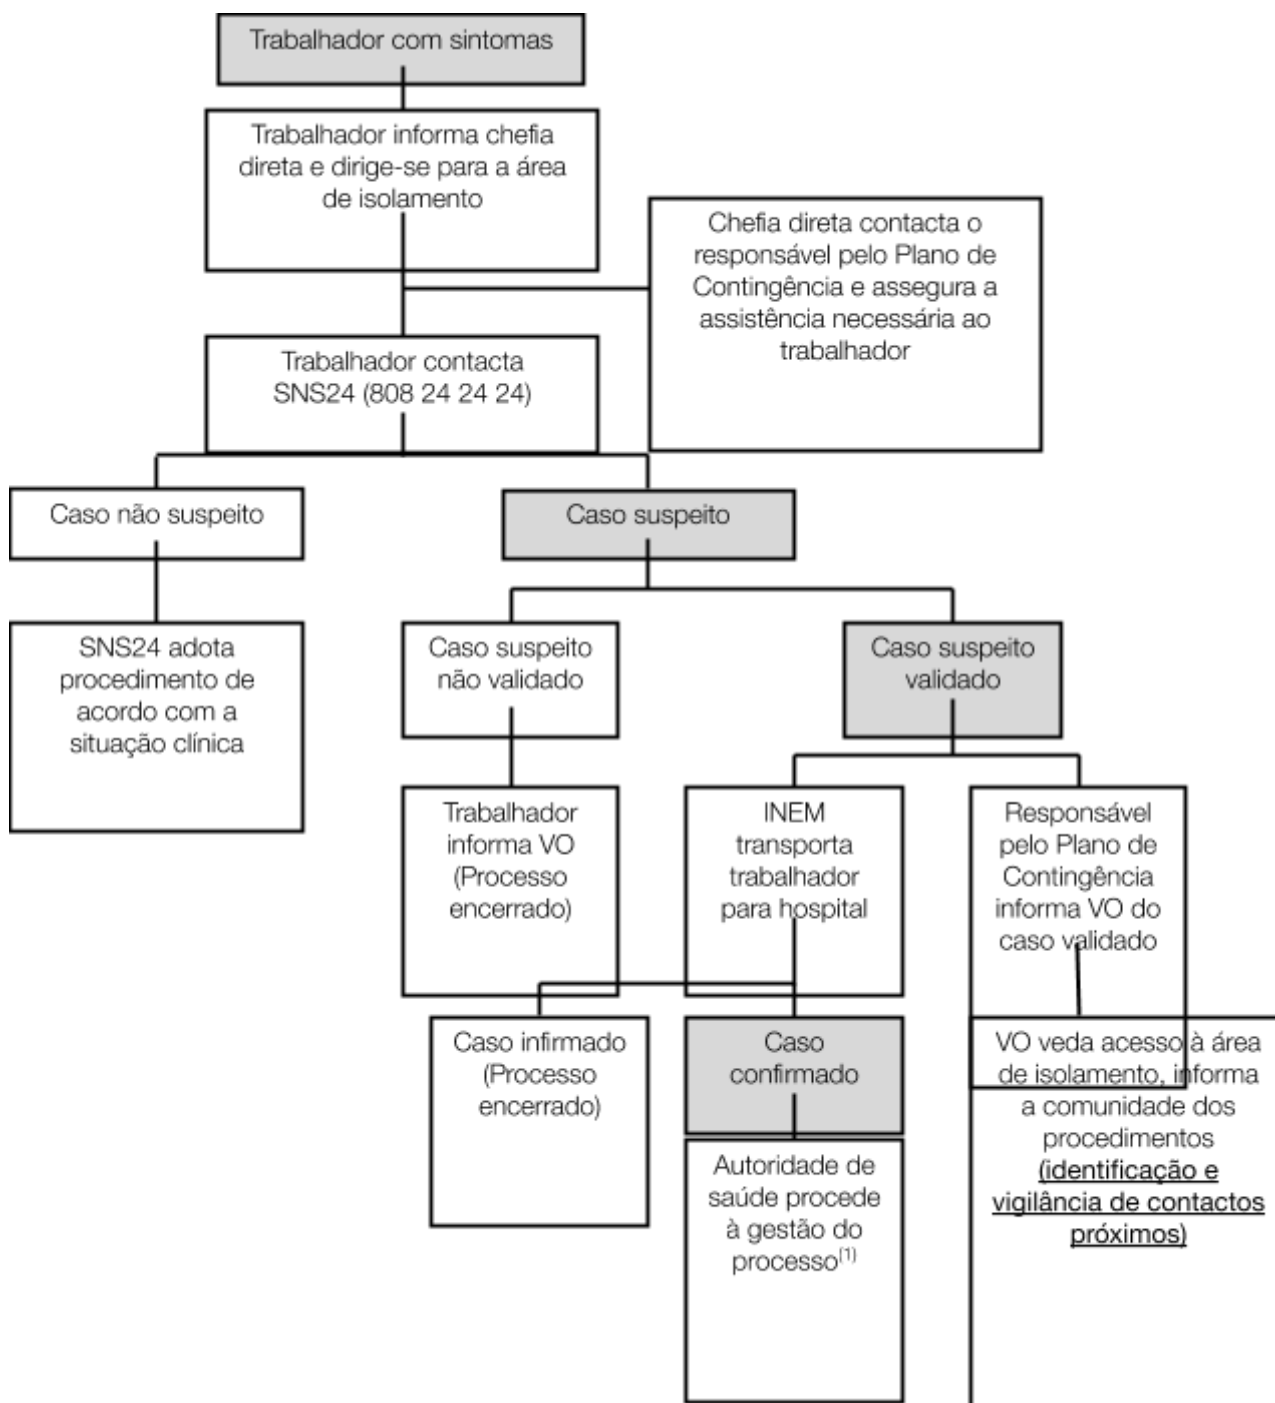 Trabalhador com sintomas
Trabalhador informa chefia
direta e dirige-se para a área
de isolamento
Chefia direta contacta o
responsável pelo Plano de
Contingência e assegura a
assistência necessária ao
trabalhador
Trabalhador contacta
SNS24 (808 24 24 24)
Caso não suspeito
Caso suspeito
SNS24 adota
procedimento de
acordo com a
situação clínica
Caso suspeito
não validado
Caso suspeito
validado
Trabalhador
informa VO
(Processo
encerrado)
INEM
transporta
trabalhador
para hospital
Responsável
pelo Plano de
Contingência
informa VO do
caso validado
Caso infirmado
(Processo
encerrado)
Caso
confirmado
VO veda acesso à área
de isolamento, informa
a comunidade dos
procedimentos
(identificação e
vigilância de contactos
próximos)
Autoridade de
saúde procede
à gestão do
processo(1)